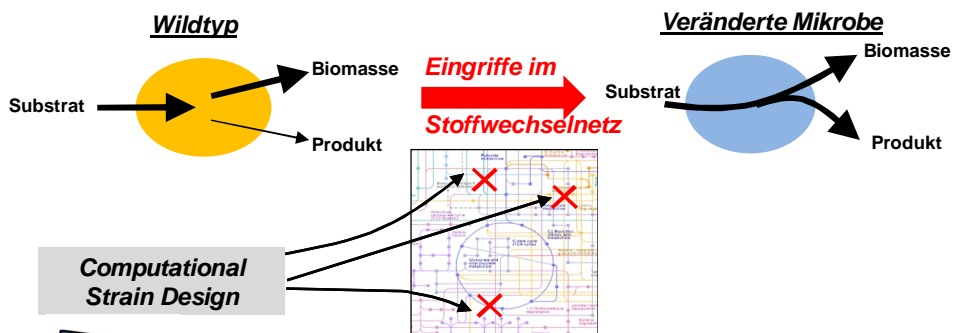 Wildtyp
Veränderte Mikrobe
Biomasse
Substrat
Produkt
Eingriffe im
Stoffwechselnetz
Biomasse
Substrat
Produkt
Computational
Strain Design